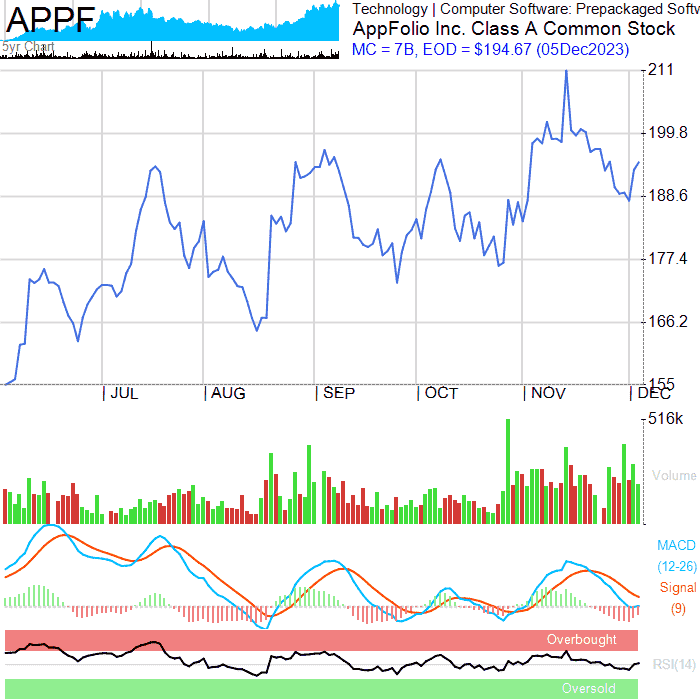 APPF
5yr Chart
Technology | Computer Software: Prepackaged Softw
AppFolio Inc. Class A Common Stock
MC = 7B, EOD = $194.67 (05Dec2023)
211
199.8
188.6
177.4
166.2
155
| JUL
| AUG
| SEP
| OCT
| NOV
| DEC
516k
Volume
MACD
(12-26)
Signal
(9)
Overbought
RSI(14)
Oversold